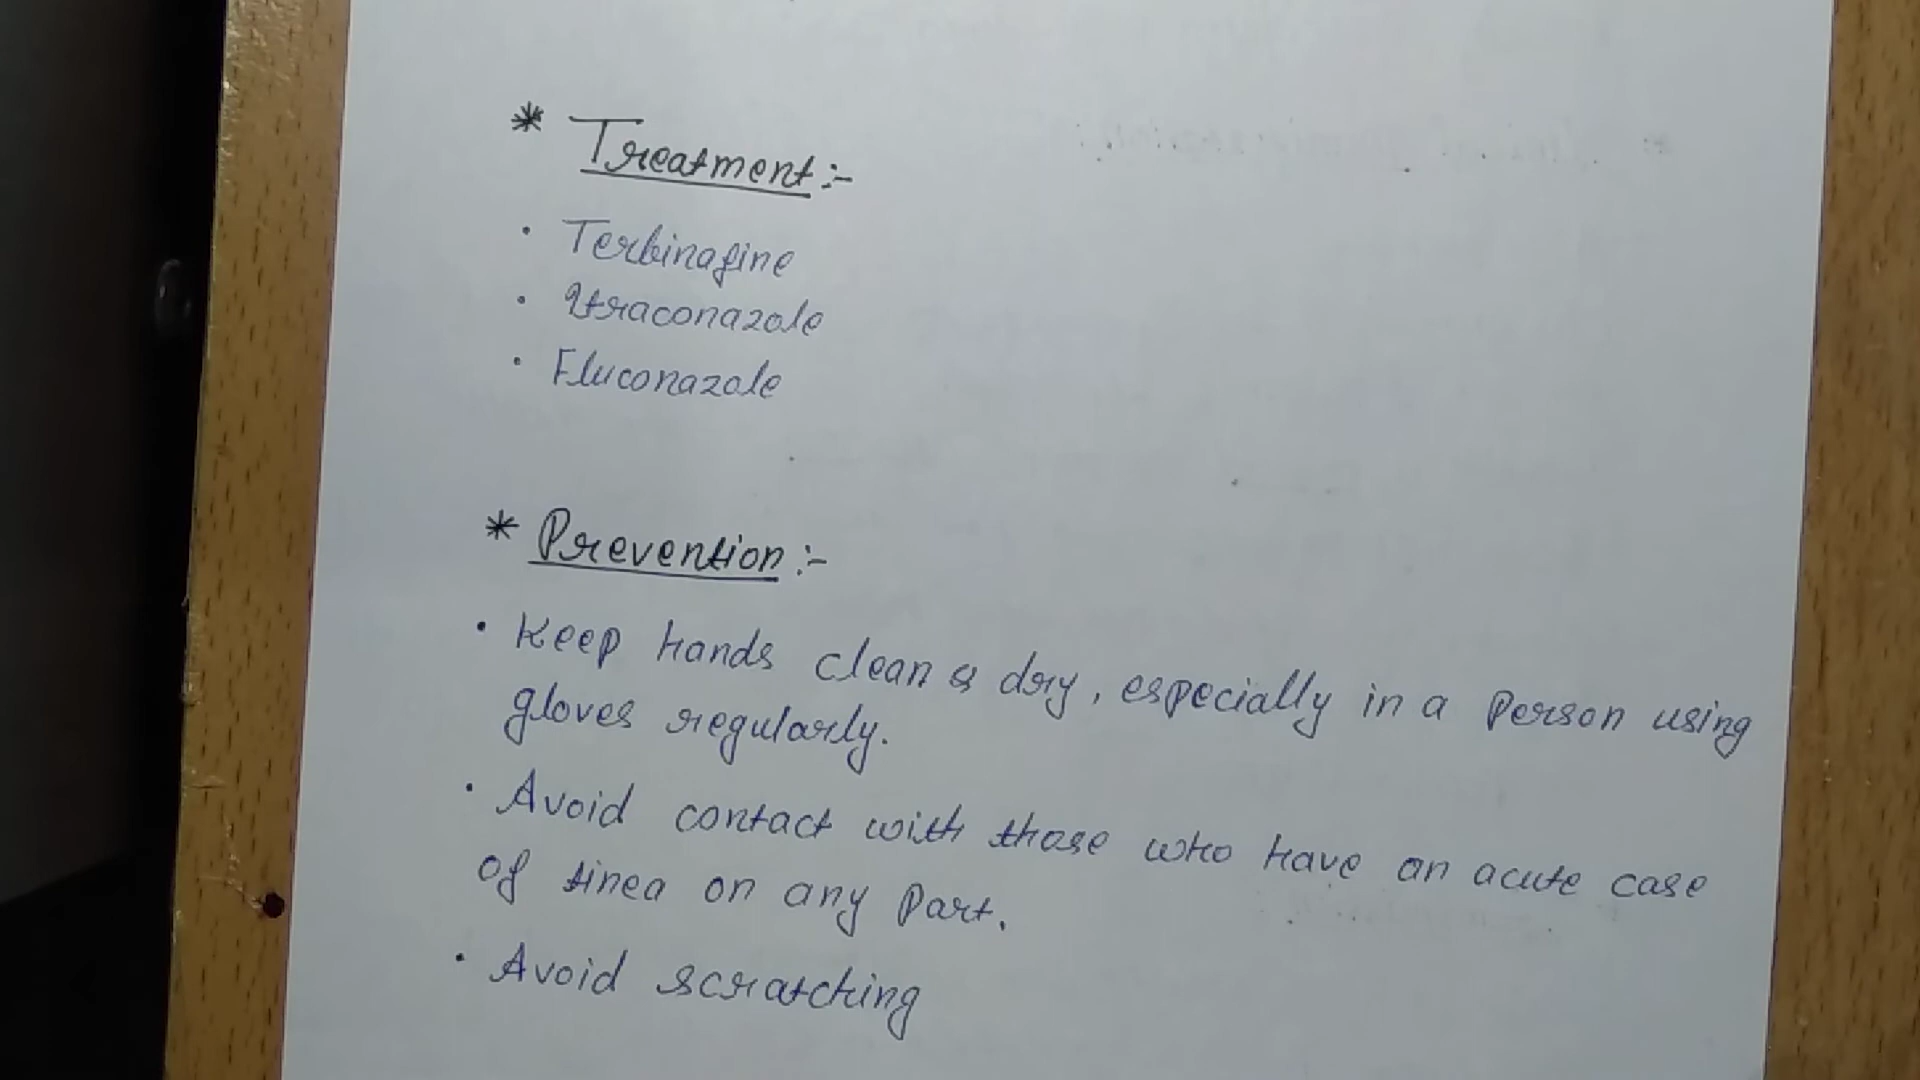 * Treatment:-
· Terbinafine
· Itraconazole
· Fluconazole
* Prevention:-
· Keep hands clean & dry, especially in a Person using
gloves regularly.
· Avoid contact with those who have an acute case
of tinea on any Part.
· Avoid scratching